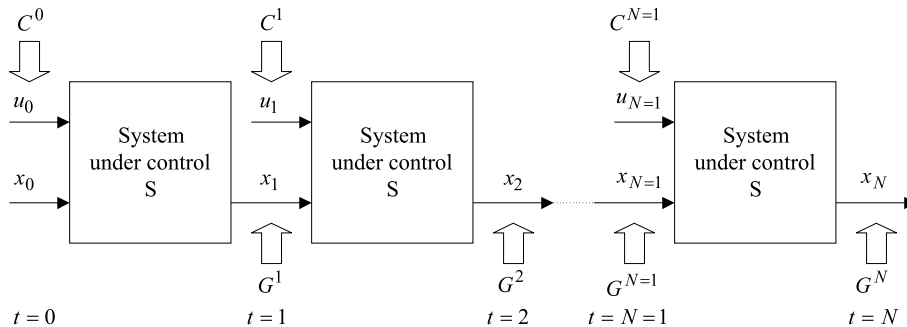 C^0 C^1 C^{N=1}
u_0 u_1 u_{N=1}
System under control S
System under control S
System under control S
x_0 x_1 x_2 x_{N=1} x_N
G^1 G^2 G^{N=1} G^N
t = 0 t = 1 t = 2 t = N = 1 t = N